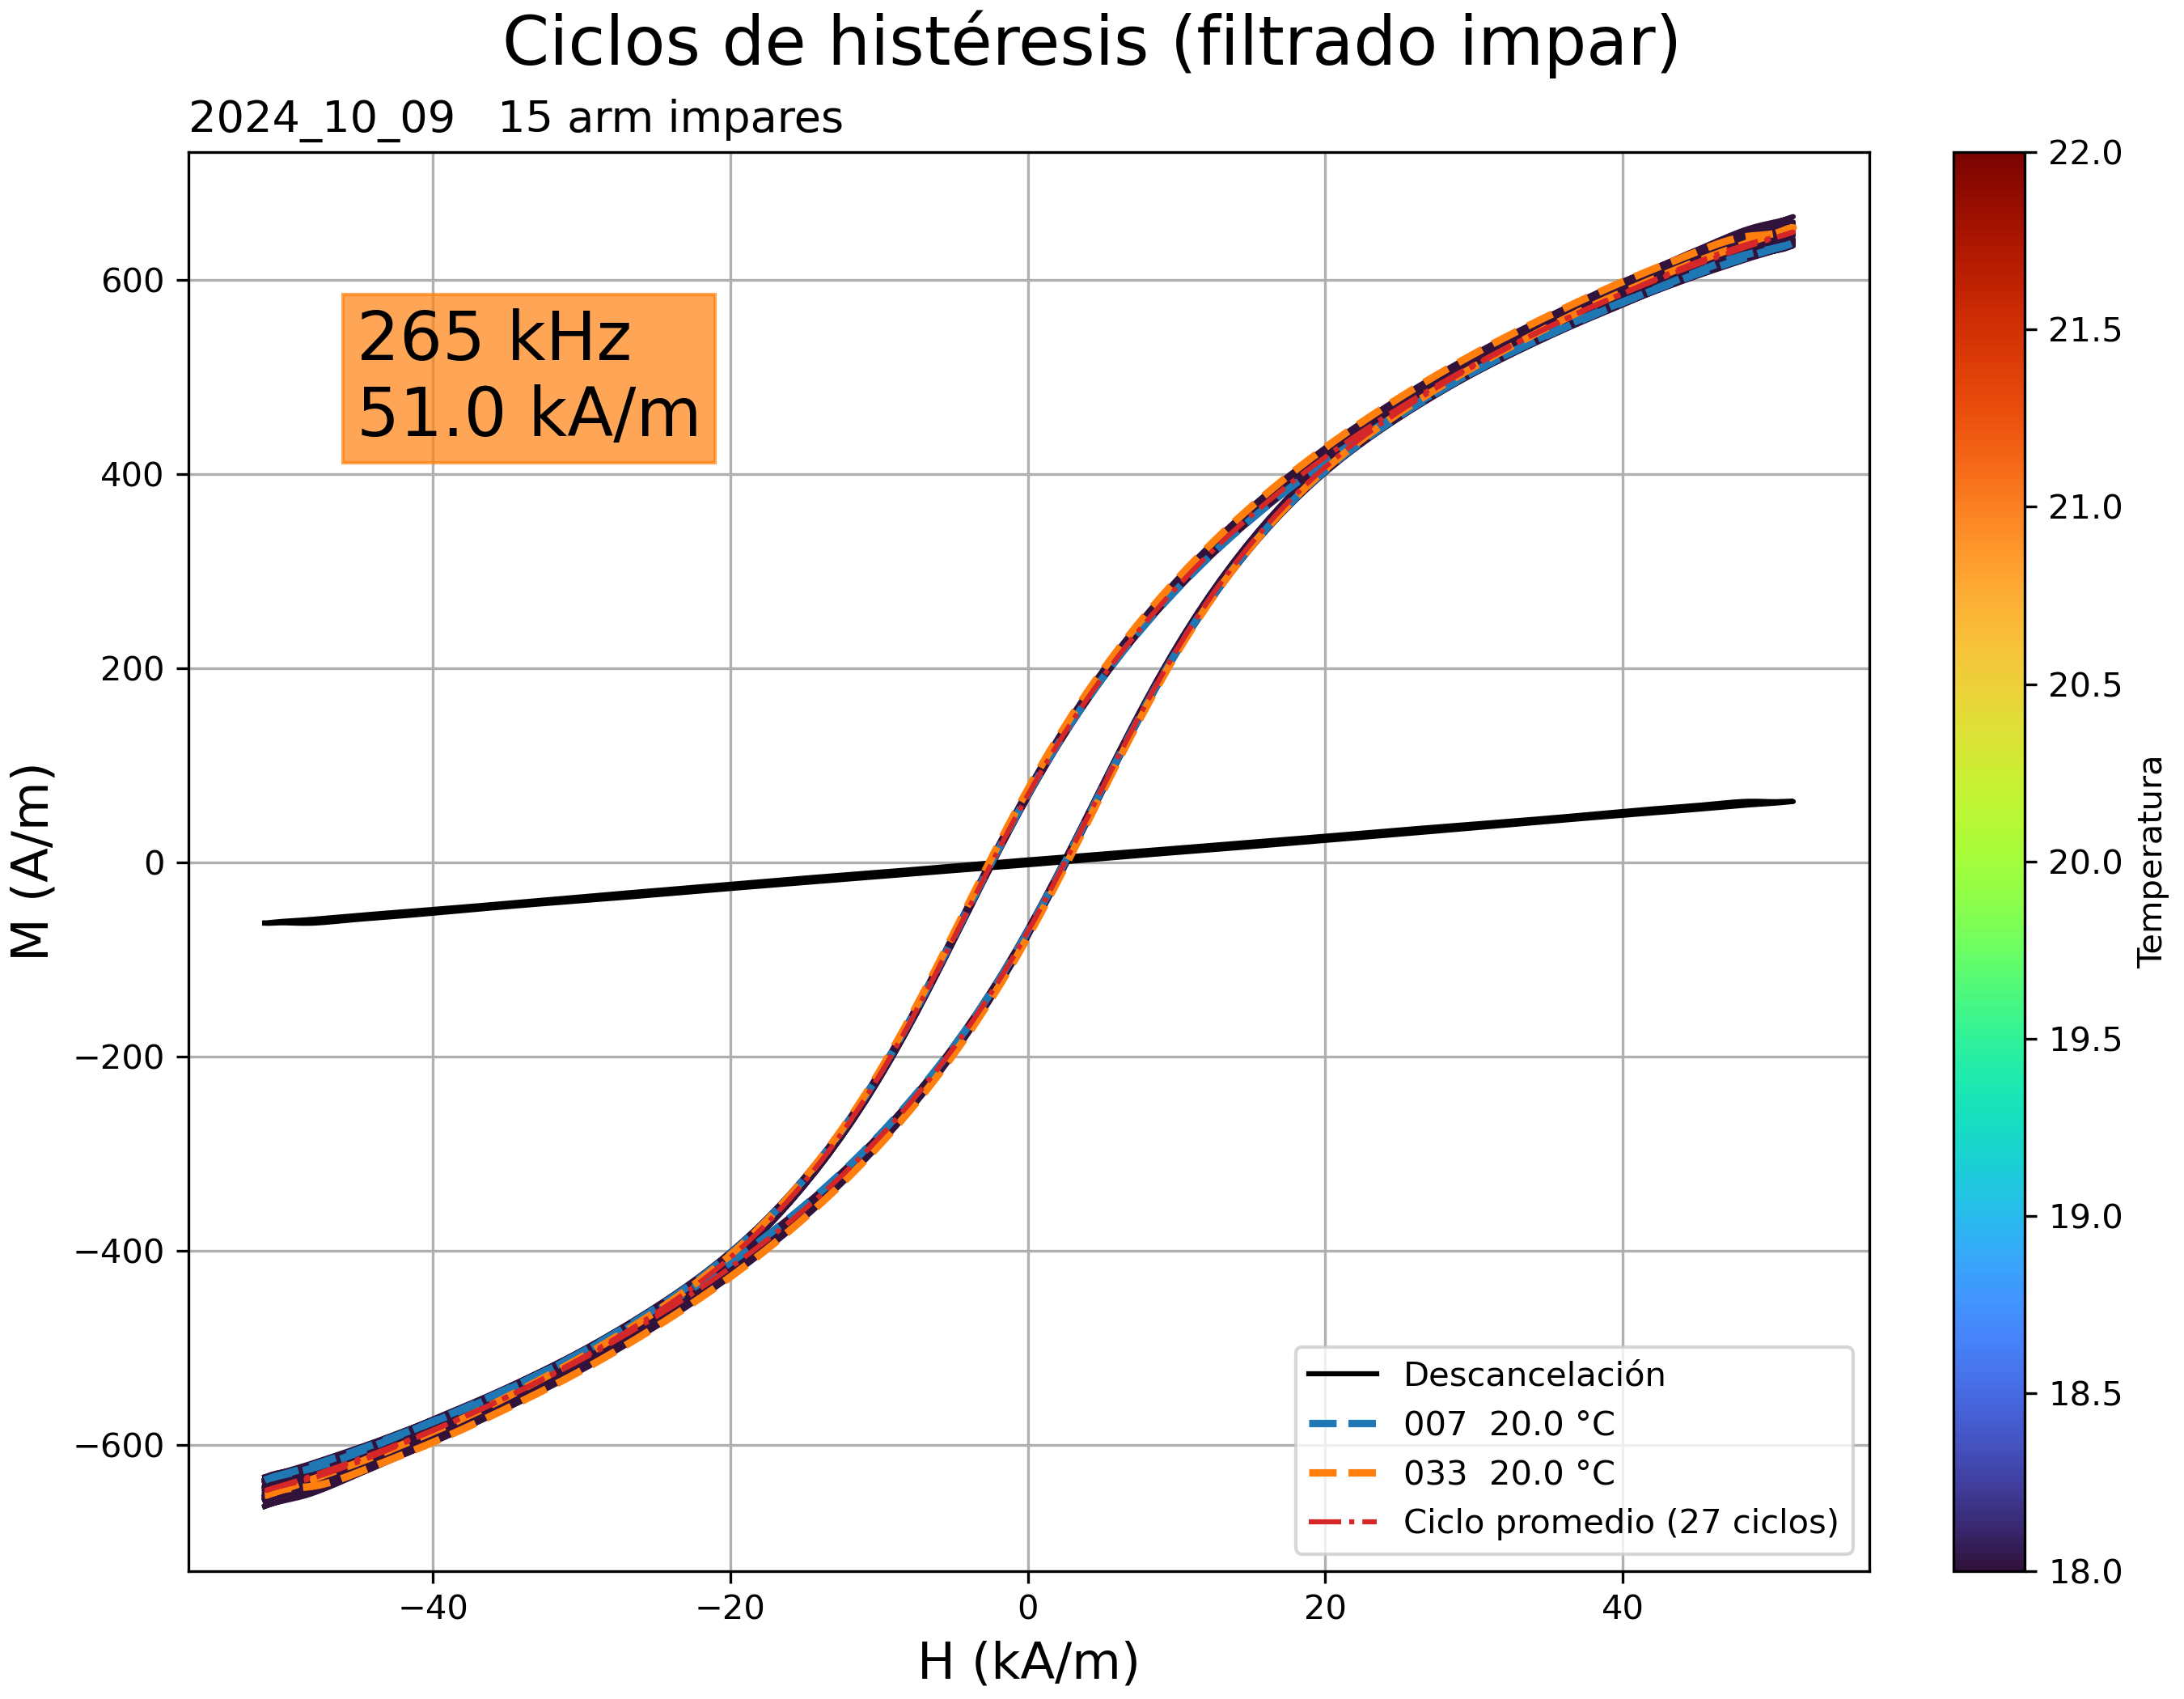 Ciclos de histéresis (filtrado impar)
2024_10_09   15 arm impares
265 kHz
51.0 kA/m
M (A/m)
600
400
200
0
−200
−400
−600
−40
−20
0
20
40
H (kA/m)
Descancelación
007  20.0 °C
033  20.0 °C
Ciclo promedio (27 ciclos)
22.0
21.5
21.0
20.5
20.0
19.5
19.0
18.5
18.0
Temperatura